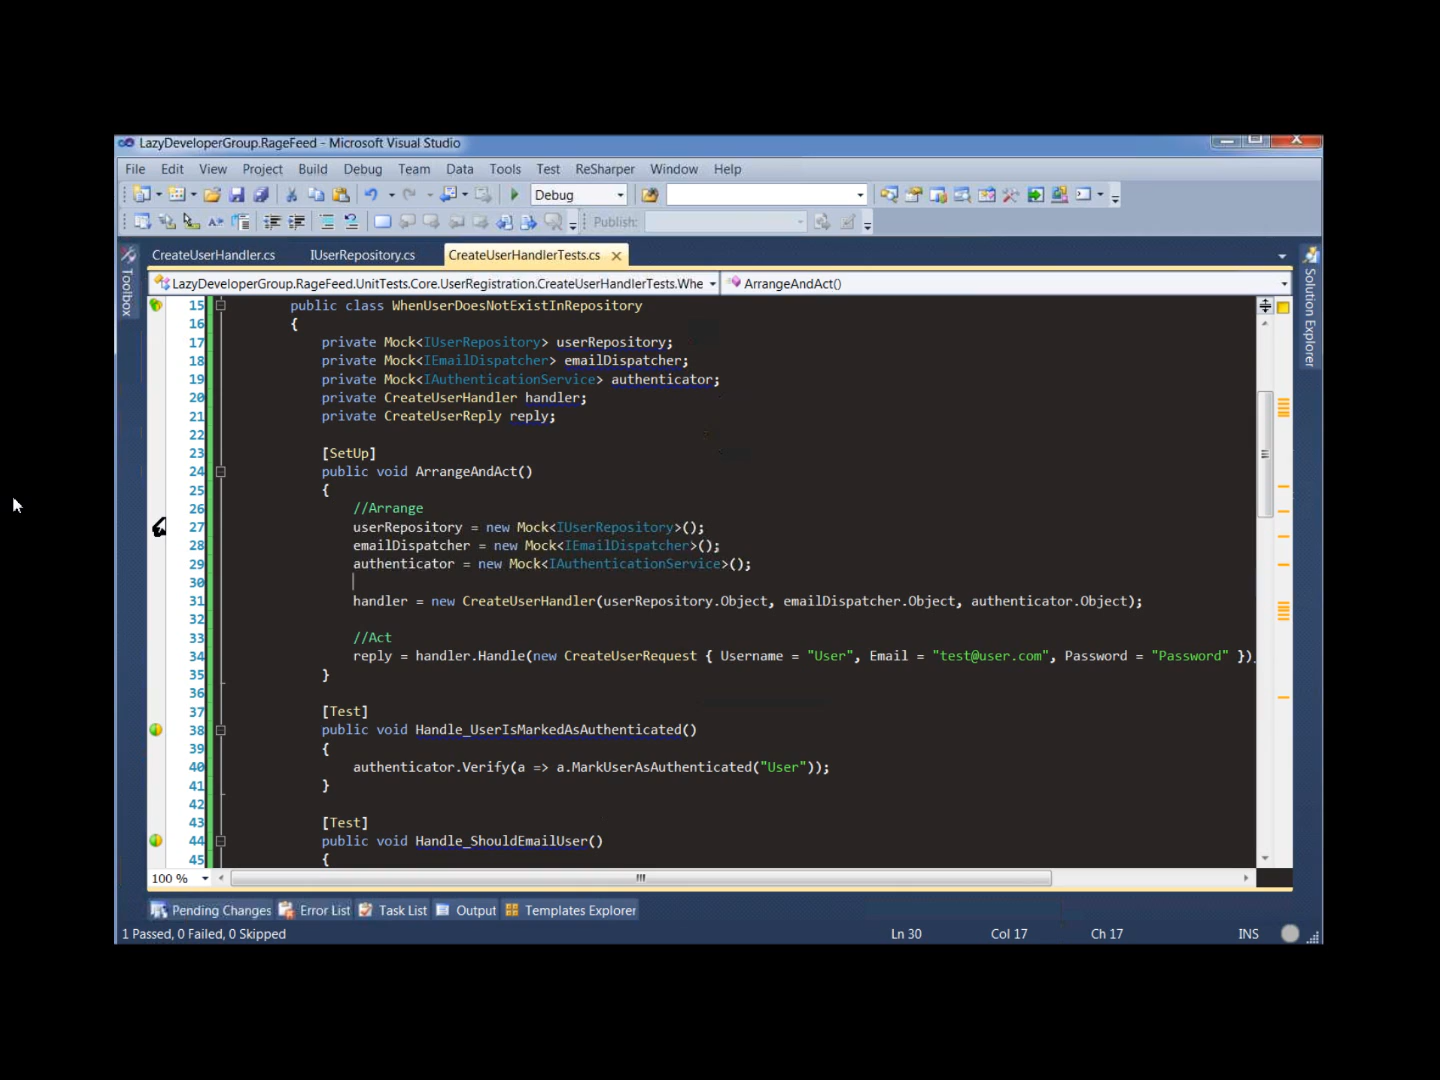 LazyDeveloperGroup.RageFeed - Microsoft Visual Studio
File Edit View Project Build Debug Team Data Tools Test ReSharper Window Help
Debug
Publish:
CreateUserHandler.cs IUserRepository.cs CreateUserHandlerTests.cs
Toolbox
Solution Explorer
LazyDeveloperGroup.RageFeed.UnitTests.Core.UserRegistration.CreateUserHandlerTests.Whe ArrangeAndAct()
15 public class WhenUserDoesNotExistInRepository
16 {
17 private Mock<IUserRepository> userRepository;
18 private Mock<IEmailDispatcher> emailDispatcher;
19 private Mock<IAuthenticationService> authenticator;
20 private CreateUserHandler handler;
21 private CreateUserReply reply;
22
23 [SetUp]
24 public void ArrangeAndAct()
25 {
26 //Arrange
27 userRepository = new Mock<IUserRepository>();
28 emailDispatcher = new Mock<IEmailDispatcher>();
29 authenticator = new Mock<IAuthenticationService>();
30
31 handler = new CreateUserHandler(userRepository.Object, emailDispatcher.Object, authenticator.Object);
32
33 //Act
34 reply = handler.Handle(new CreateUserRequest { Username = "User", Email = "test@user.com", Password = "Password" })
35 }
36
37 [Test]
38 public void Handle_UserIsMarkedAsAuthenticated()
39 {
40 authenticator.Verify(a => a.MarkUserAsAuthenticated("User"));
41 }
42
43 [Test]
44 public void Handle_ShouldEmailUser()
45 {
100 %
Pending Changes Error List Task List Output Templates Explorer
1 Passed, 0 Failed, 0 Skipped Ln 30 Col 17 Ch 17 INS